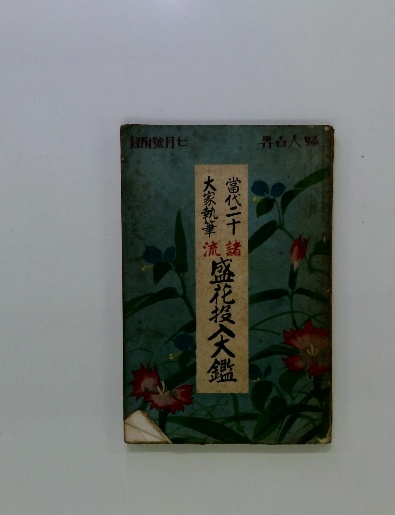 婦人世界
七月號附録
當代二十
大家執筆
諸流
盛花投入大鑑